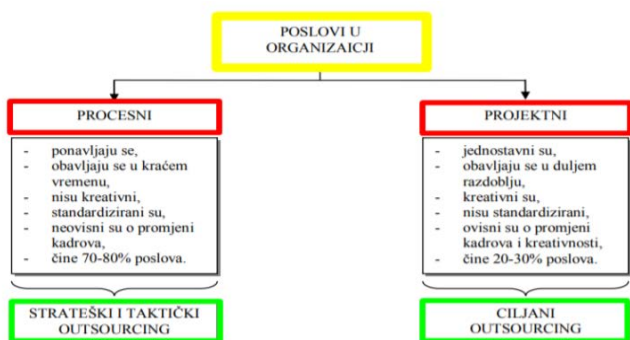 POSLOVI U
ORGANIZAICJI
PROCESNI
- ponavljaju se,
- obavljaju se u kraćem
vremenu,
- nisu kreativni,
- standardizirani su,
- neovisni su o promjeni
kadrova,
- čine 70-80% poslova.
STRATEŠKI I TAKTIČKI
OUTSOURCING
PROJEKTNI
- jednostavni su,
- obavljaju se u duljem
razdoblju,
- kreativni su,
- nisu standardizirani,
- ovisni su o promjeni
kadrova i kreativnosti,
- čine 20-30% poslova.
CILJANI
OUTSOURCING